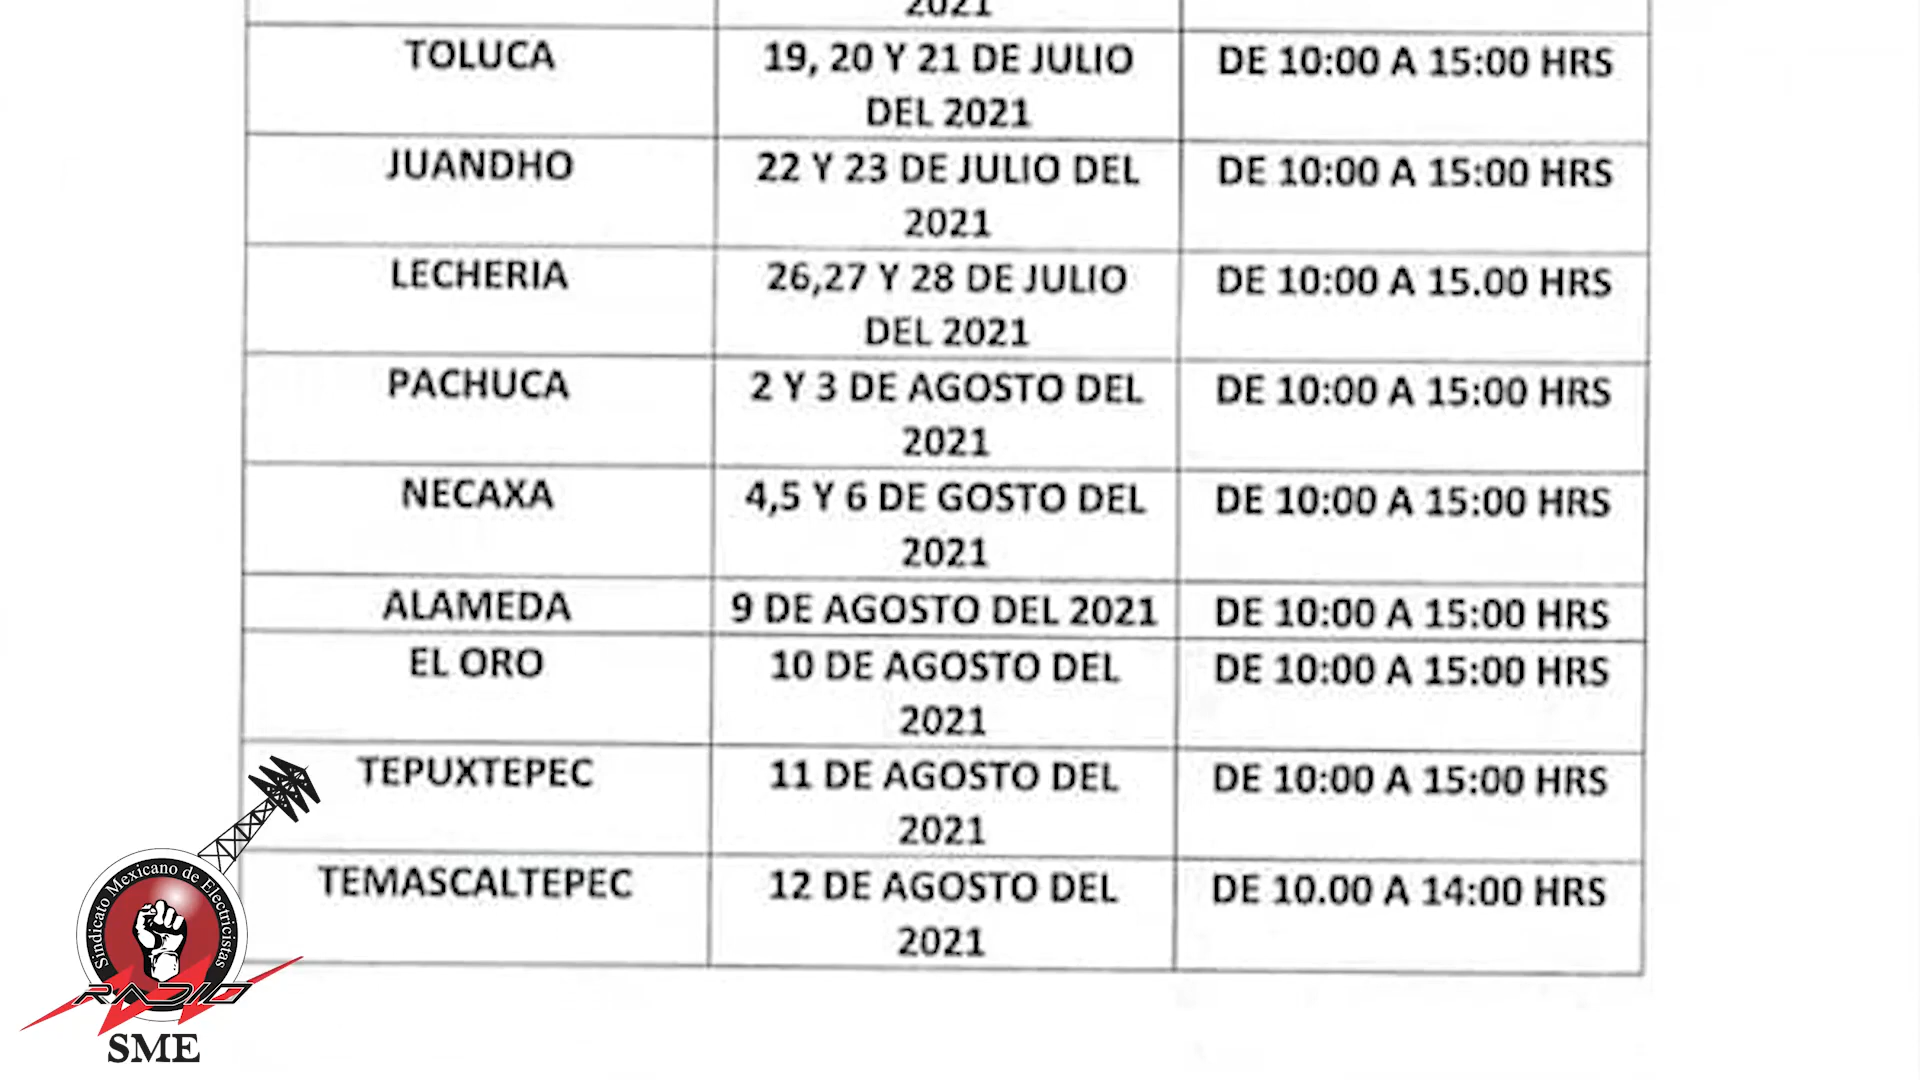 2021
TOLUCA
19, 20 Y 21 DE JULIO
DEL 2021
DE 10:00 A 15:00 HRS
JUANDHO
22 Y 23 DE JULIO DEL
2021
DE 10:00 A 15:00 HRS
LECHERIA
26,27 Y 28 DE JULIO
DEL 2021
DE 10:00 A 15.00 HRS
PACHUCA
2 Y 3 DE AGOSTO DEL
2021
DE 10:00 A 15:00 HRS
NECAXA
4,5 Y 6 DE GOSTO DEL
2021
DE 10:00 A 15:00 HRS
ALAMEDA
9 DE AGOSTO DEL 2021
DE 10:00 A 15:00 HRS
EL ORO
10 DE AGOSTO DEL
2021
DE 10:00 A 15:00 HRS
TEPUXTEPEC
11 DE AGOSTO DEL
2021
DE 10:00 A 15:00 HRS
TEMASCALTEPEC
12 DE AGOSTO DEL
2021
DE 10.00 A 14:00 HRS
Sindicato Mexicano de Electricistas
RADIO
SME